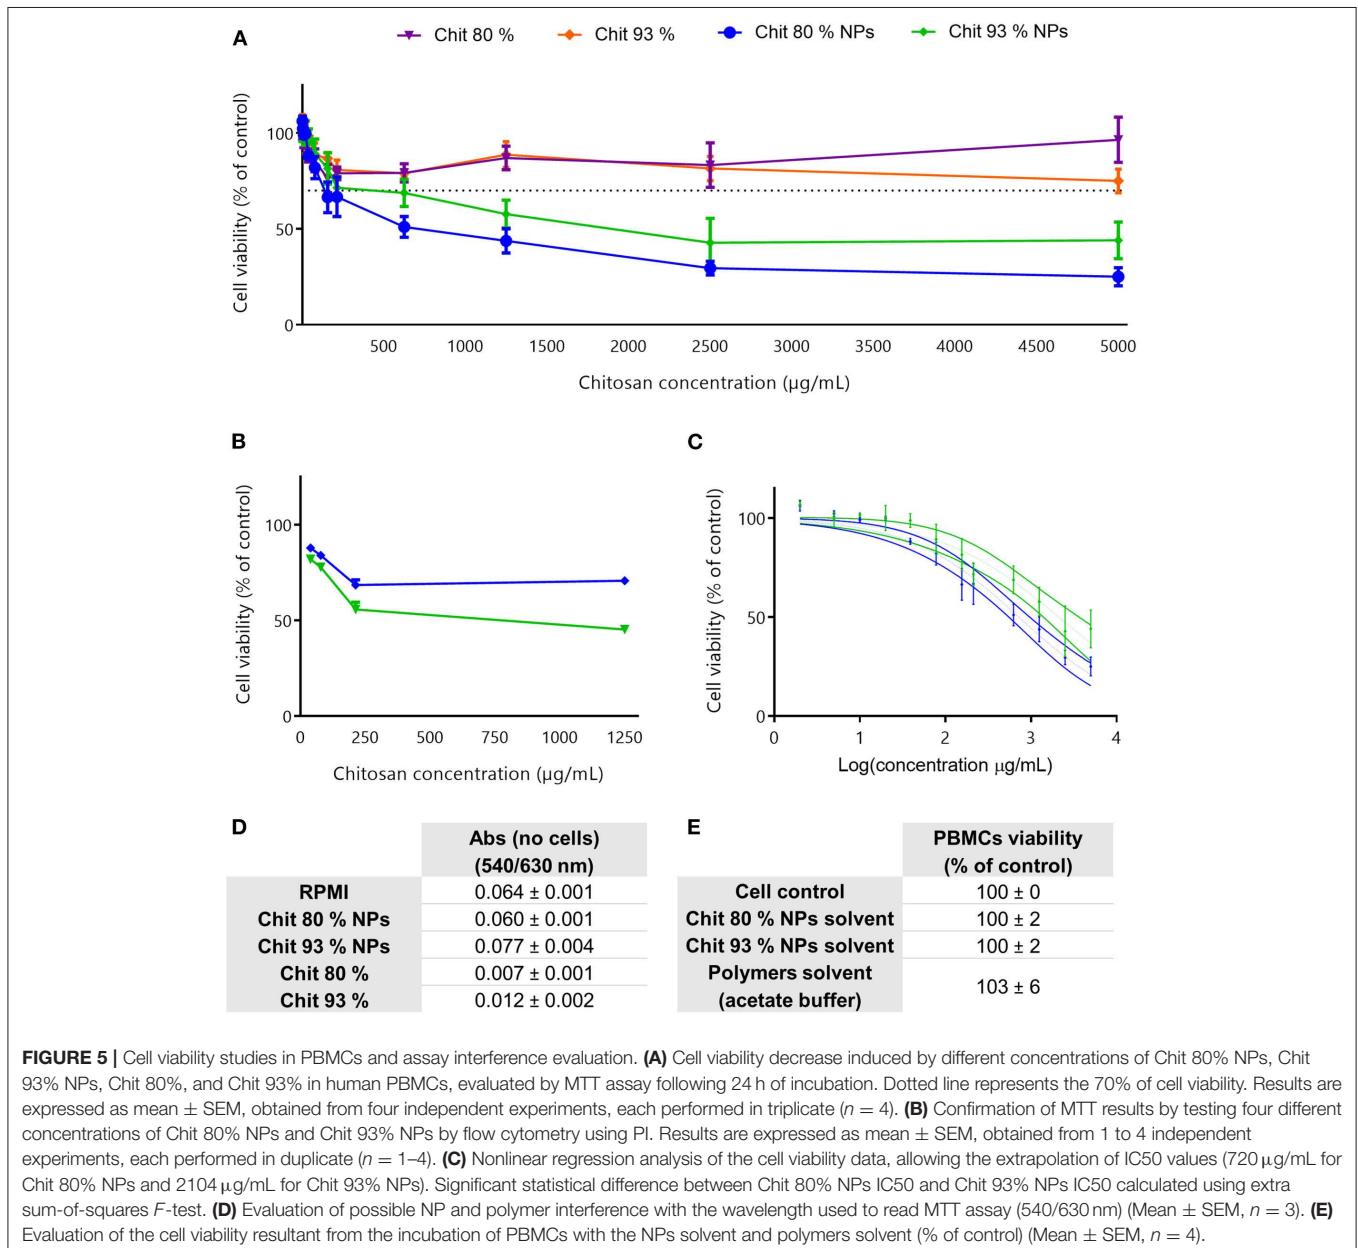 A
Chit 80 % Chit 93 % Chit 80 % NPs Chit 93 % NPs
Cell viability (% of control)
100
50
0
500 1000 1500 2000 2500 3000 3500 4000 4500 5000
Chitosan concentration (µg/mL)
B
Cell viability (% of control)
100
50
0
0 250 500 750 1000 1250
Chitosan concentration (µg/mL)
C
Cell viability (% of control)
100
50
0
0 1 2 3 4
Log(concentration µg/mL)
D
Abs (no cells)
(540/630 nm)
RPMI 0.064 ± 0.001
Chit 80 % NPs 0.060 ± 0.001
Chit 93 % NPs 0.077 ± 0.004
Chit 80 % 0.007 ± 0.001
Chit 93 % 0.012 ± 0.002
E
PBMCs viability
(% of control)
Cell control 100 ± 0
Chit 80 % NPs solvent 100 ± 2
Chit 93 % NPs solvent 100 ± 2
Polymers solvent
(acetate buffer) 103 ± 6
FIGURE 5 | Cell viability studies in PBMCs and assay interference evaluation. (A) Cell viability decrease induced by different concentrations of Chit 80% NPs, Chit
93% NPs, Chit 80%, and Chit 93% in human PBMCs, evaluated by MTT assay following 24 h of incubation. Dotted line represents the 70% of cell viability. Results are
expressed as mean ± SEM, obtained from four independent experiments, each performed in triplicate (n = 4). (B) Confirmation of MTT results by testing four different
concentrations of Chit 80% NPs and Chit 93% NPs by flow cytometry using PI. Results are expressed as mean ± SEM, obtained from 1 to 4 independent
experiments, each performed in duplicate (n = 1–4). (C) Nonlinear regression analysis of the cell viability data, allowing the extrapolation of IC50 values (720 µg/mL for
Chit 80% NPs and 2104 µg/mL for Chit 93% NPs). Significant statistical difference between Chit 80% NPs IC50 and Chit 93% NPs IC50 calculated using extra
sum-of-squares F-test. (D) Evaluation of possible NP and polymer interference with the wavelength used to read MTT assay (540/630 nm) (Mean ± SEM, n = 3). (E)
Evaluation of the cell viability resultant from the incubation of PBMCs with the NPs solvent and polymers solvent (% of control) (Mean ± SEM, n = 4).